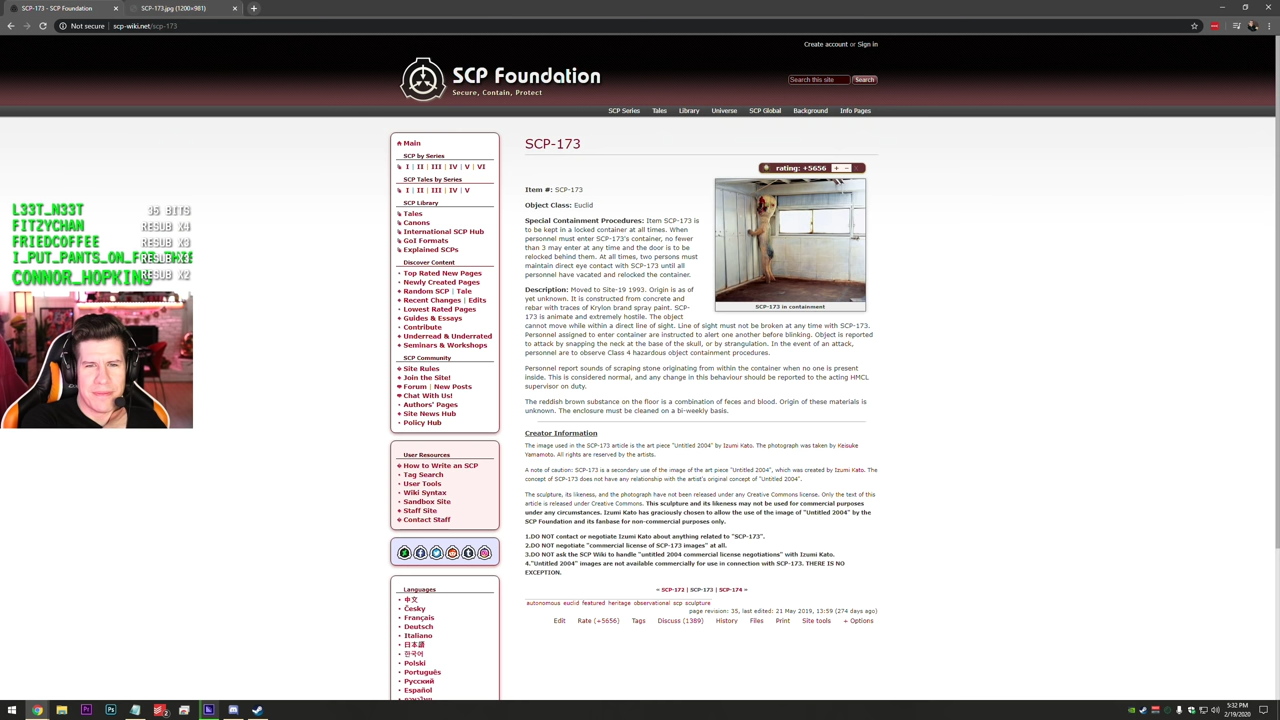 SCP-173 - SCP Foundation
SCP-173.jpg (1200×981)
Not secure | scp-wiki.net/scp-173
Create account or Sign in
SCP Foundation
Secure, Contain, Protect
Search this site
Search
SCP Series
Tales
Library
Universe
SCP Global
Background
Info Pages
Main
SCP by Series
I | II | III | IV | V | VI
SCP Tales by Series
I | II | III | IV | V
SCP Library
Tales
Canons
International SCP Hub
GoI Formats
Explained SCPs
Discover Content
Top Rated New Pages
Newly Created Pages
Random SCP | Tale
Recent Changes | Edits
Lowest Rated Pages
Guides & Essays
Contribute
Underread & Underrated
Seminars & Workshops
SCP Community
Site Rules
Join the Site!
Forum | New Posts
Chat With Us!
Authors' Pages
Site News Hub
Policy Hub
User Resources
How to Write an SCP
Tag Search
User Tools
Wiki Syntax
Sandbox Site
Staff Site
Contact Staff
Languages
中文
Česky
Français
Deutsch
Italiano
日本語
한국어
Polski
Português
Русский
Español
L33T_N33T 35 BITS
FITZYCHAN RESUB X4
FRIEDCOFFEE RESUB X3
I_PUT_PANTS_ON_F
CONNOR_HOPKINS RESUB X2
SCP-173
rating: +5656 + − x
Item #: SCP-173
Object Class: Euclid
Special Containment Procedures: Item SCP-173 is
to be kept in a locked container at all times. When
personnel must enter SCP-173's container, no fewer
than 3 may enter at any time and the door is to be
relocked behind them. At all times, two persons must
maintain direct eye contact with SCP-173 until all
personnel have vacated and relocked the container.
SCP-173 in containment
Description: Moved to Site-19 1993. Origin is as of
yet unknown. It is constructed from concrete and
rebar with traces of Krylon brand spray paint. SCP-
173 is animate and extremely hostile. The object
cannot move while within a direct line of sight. Line of sight must not be broken at any time with SCP-173.
Personnel assigned to enter container are instructed to alert one another before blinking. Object is reported
to attack by snapping the neck at the base of the skull, or by strangulation. In the event of an attack,
personnel are to observe Class 4 hazardous object containment procedures.
Personnel report sounds of scraping stone originating from within the container when no one is present
inside. This is considered normal, and any change in this behaviour should be reported to the acting HMCL
supervisor on duty.
The reddish brown substance on the floor is a combination of feces and blood. Origin of these materials is
unknown. The enclosure must be cleaned on a bi-weekly basis.
Creator Information
The image used in the SCP-173 article is the art piece "Untitled 2004" by Izumi Kato. The photograph was taken by Keisuke
Yamamoto. All rights are reserved by the artists.
A note of caution: SCP-173 is a secondary use of the image of the art piece "Untitled 2004", which was created by Izumi Kato. The
concept of SCP-173 does not have any relationship with the artist's original concept of "Untitled 2004".
The sculpture, its likeness, and the photograph have not been released under any Creative Commons license. Only the text of this
article is released under Creative Commons. This sculpture and its likeness may not be used for commercial purposes
under any circumstances. Izumi Kato has graciously chosen to allow the use of the image of "Untitled 2004" by the
SCP Foundation and its fanbase for non-commercial purposes only.
1.DO NOT contact or negotiate Izumi Kato about anything related to "SCP-173".
2.DO NOT negotiate "commercial license of SCP-173 images" at all.
3.DO NOT ask the SCP Wiki to handle "untitled 2004 commercial license negotiations" with Izumi Kato.
4."Untitled 2004" images are not available commercially for use in connection with SCP-173. THERE IS NO
EXCEPTION.
« SCP-172 | SCP-173 | SCP-174 »
autonomous euclid featured heritage observational scp sculpture
page revision: 35, last edited: 21 May 2019, 13:59 (274 days ago)
Edit
Rate (+5656)
Tags
Discuss (1389)
History
Files
Print
Site tools
+ Options
5:32 PM
2/19/2020